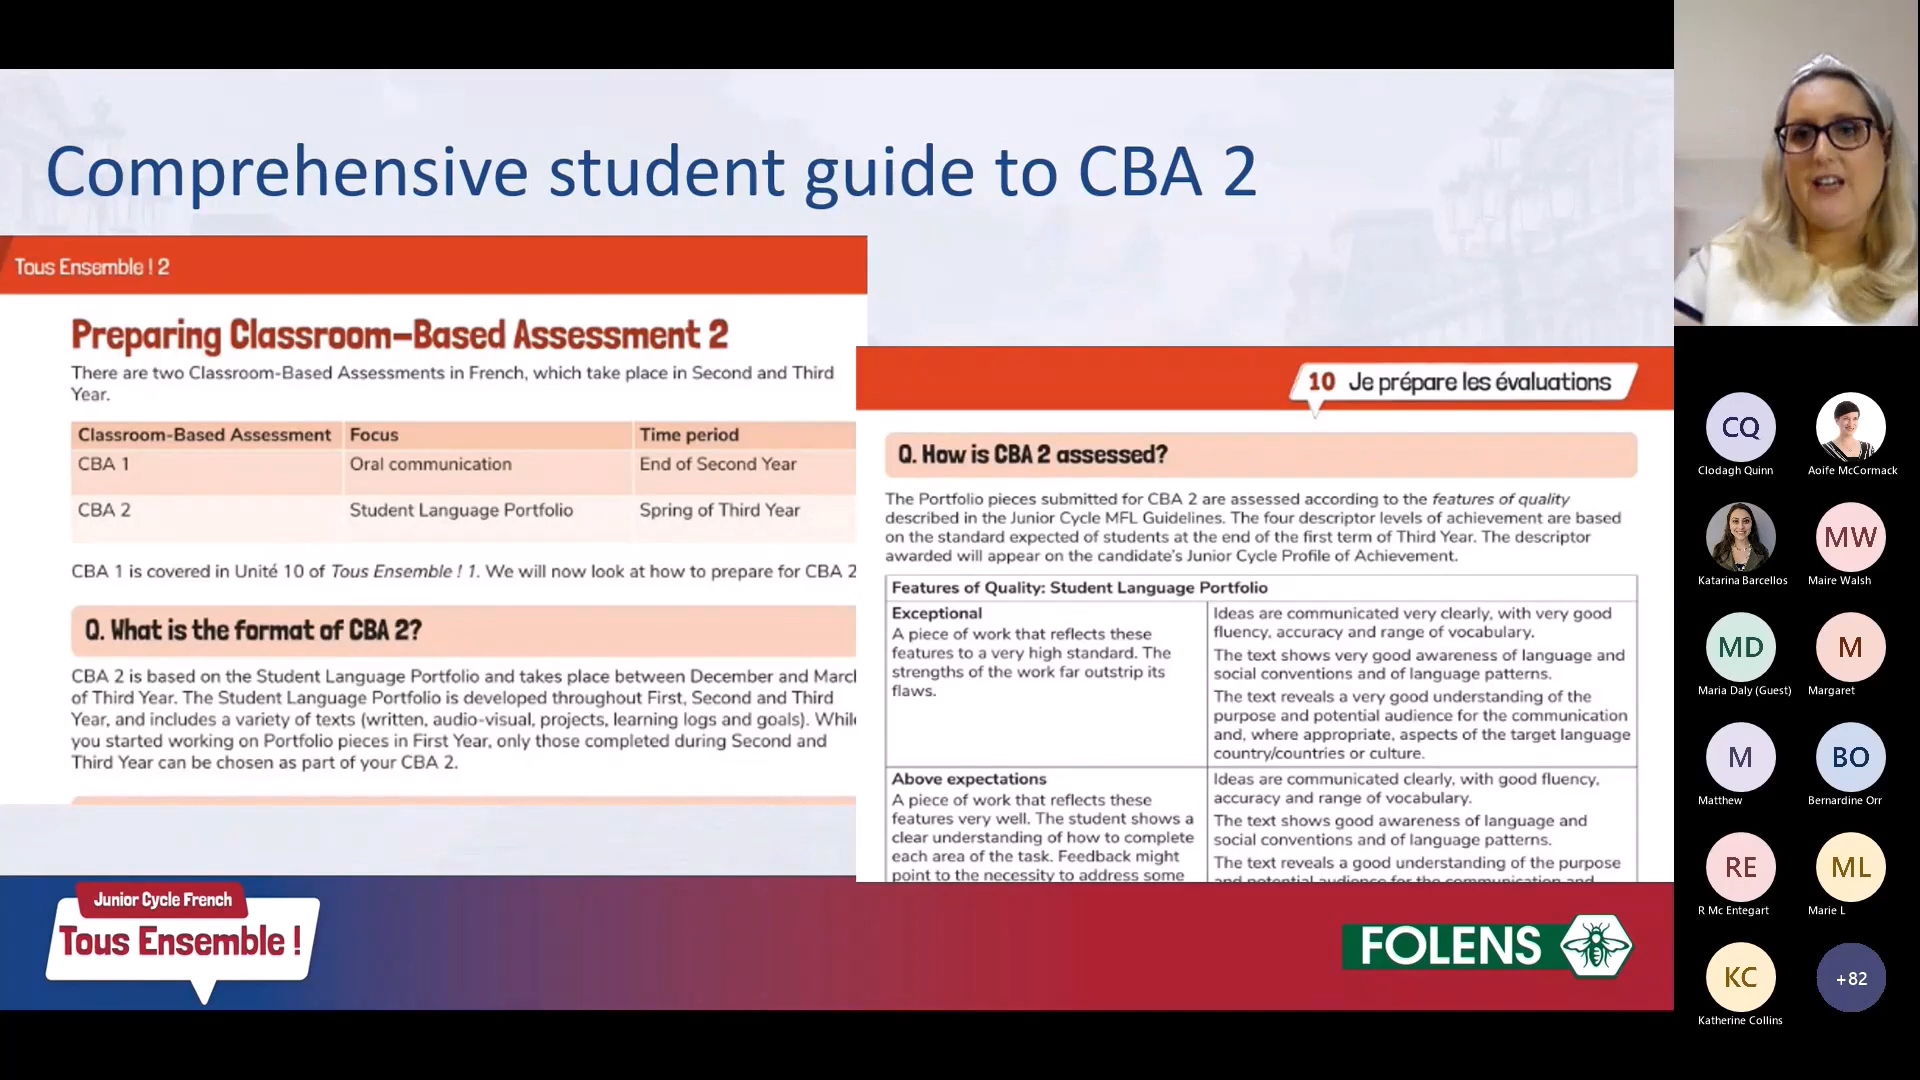 Comprehensive student guide to CBA 2
Tous Ensemble ! 2
Preparing Classroom-Based Assessment 2
There are two Classroom-Based Assessments in French, which take place in Second and Third
Year.
Classroom-Based Assessment Focus Time period
CBA 1 Oral communication End of Second Year
CBA 2 Student Language Portfolio Spring of Third Year
CBA 1 is covered in Unité 10 of Tous Ensemble ! 1. We will now look at how to prepare for CBA 2
Q. What is the format of CBA 2?
CBA 2 is based on the Student Language Portfolio and takes place between December and
of Third Year. The Student Language Portfolio is developed throughout First, Second and Third
Year, and includes a variety of texts (written, audio-visual, projects, learning logs and goals).
you started working on Portfolio pieces in First Year, only those completed during Second and
Third Year can be chosen as part of your CBA 2.
10 Je prépare les évaluations
Q. How is CBA 2 assessed?
The Portfolio pieces submitted for CBA 2 are assessed according to the features of quality
described in the Junior Cycle MFL Guidelines. The four descriptor levels of achievement are based
on the standard expected of students at the end of the first term of Third Year. The descriptor
awarded will appear on the candidate's Junior Cycle Profile of Achievement.
Features of Quality: Student Language Portfolio
Exceptional
A piece of work that reflects these
features to a very high standard. The
strengths of the work far outstrip its
flaws.
Ideas are communicated very clearly, with very good
fluency, accuracy and range of vocabulary.
The text shows very good awareness of language and
social conventions and of language patterns.
The text reveals a very good understanding of the
purpose and potential audience for the communication
and, where appropriate, aspects of the target language
country/countries or culture.
Above expectations
A piece of work that reflects these
features very well. The student shows a
clear understanding of how to complete
each area of the task. Feedback might
point to the necessity to address some
Ideas are communicated clearly, with good fluency,
accuracy and range of vocabulary.
The text shows good awareness of language and
social conventions and of language patterns.
The text reveals a good understanding of the purpose
Junior Cycle French
Tous Ensemble !
FOLENS
CQ
Clodagh Quinn
Aoife McCormack
Katarina Barcellos
MW
Maire Walsh
MD
Maria Daly (Guest)
M
Margaret
M
Matthew
BO
Bernardine Orr
RE
R Mc Entegart
ML
Marie L
KC
Katherine Collins
+82